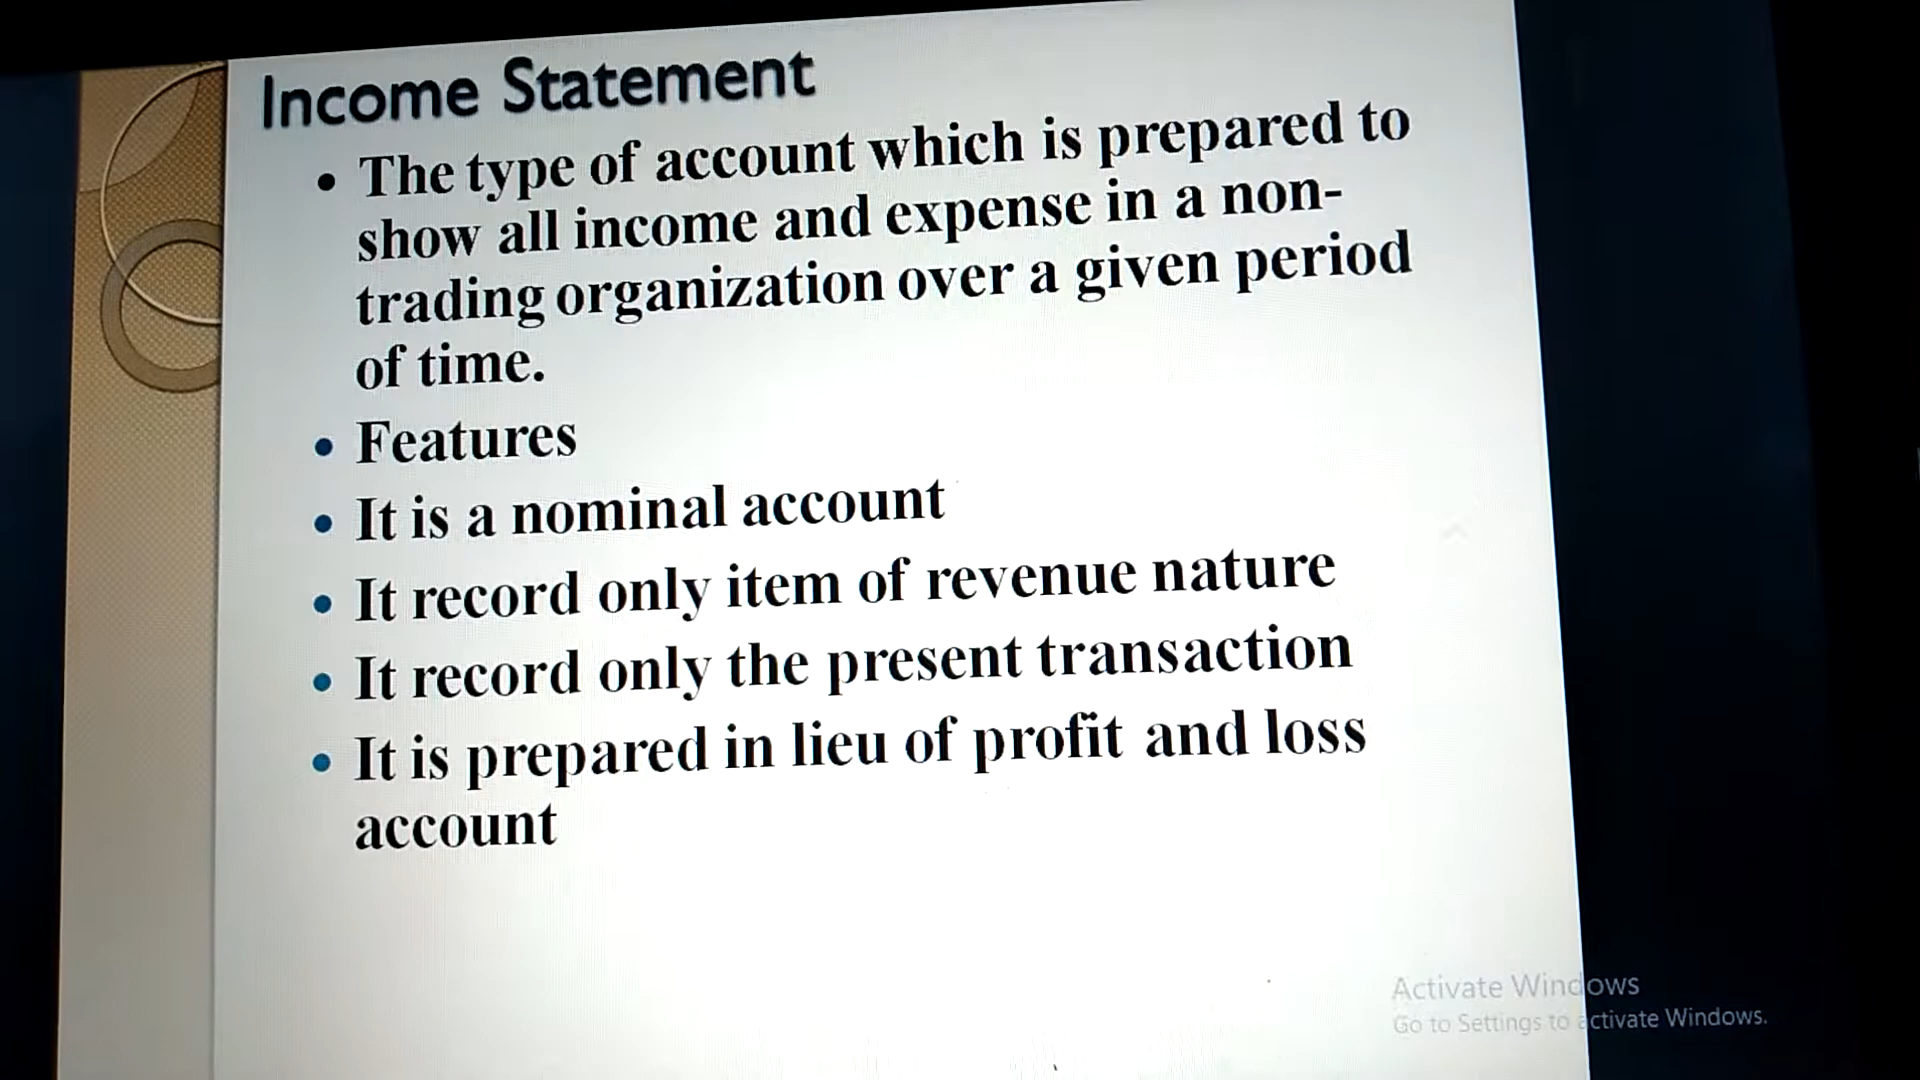 Income Statement
• The type of account which is prepared to
show all income and expense in a non-
trading organization over a given period
of time.
• Features
• It is a nominal account
• It record only item of revenue nature
• It record only the present transaction
• It is prepared in lieu of profit and loss
account
Activate Windows
Go to Settings to activate Windows.